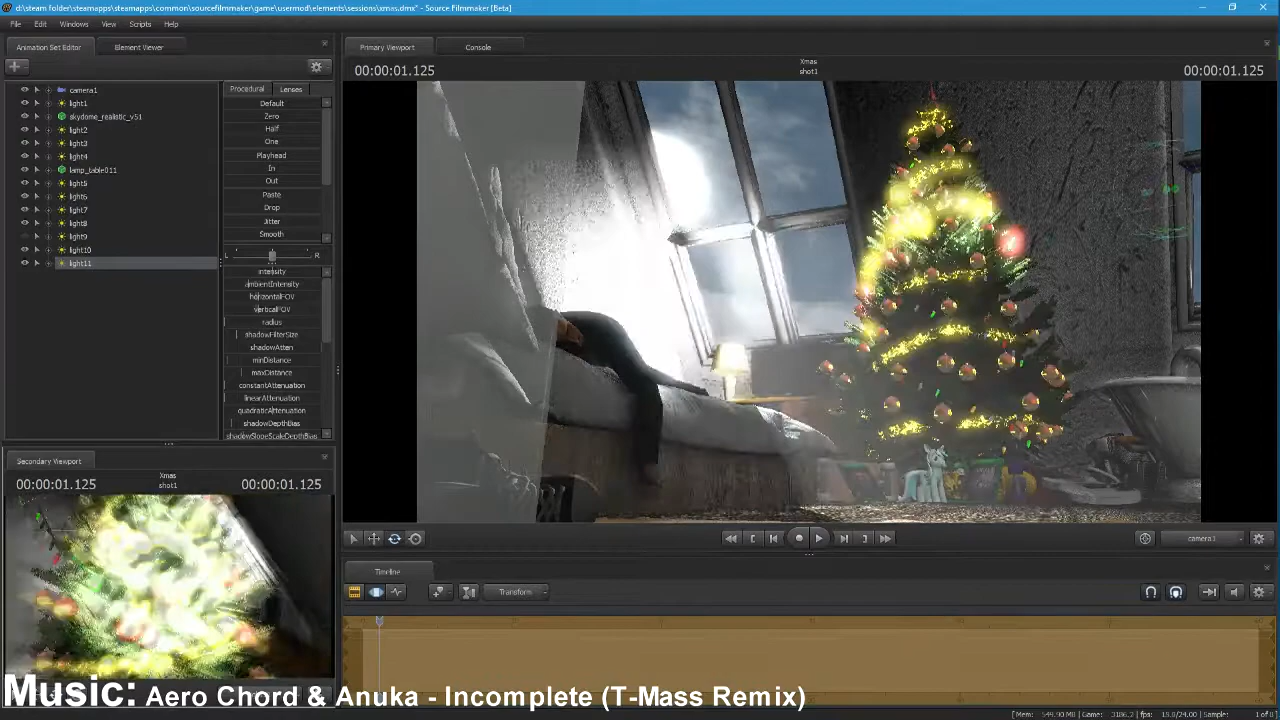 d:\steam folder\steamapps\steamapps\common\sourcefilmmaker\game\usermod\elements\sessions\xmas.dmx* - Source Filmmaker [Beta]
File Edit Windows View Scripts Help
Animation Set Editor Element Viewer
Primary Viewport Console
00:00:01.125 Xmas 00:00:01.125
shot1
camera1
light1
skydome_realistic_v51
light2
light3
light4
lamp_table011
light5
light6
light7
light8
light9
light10
light11
Procedural Lenses
Default
Zero
Half
One
Playhead
In
Out
Paste
Drop
Jitter
Smooth
L R
intensity
ambientIntensity
horizontalFOV
verticalFOV
radius
shadowFilterSize
shadowAtten
minDistance
maxDistance
constantAttenuation
linearAttenuation
quadraticAttenuation
shadowDepthBias
shadowSlopeScaleDepthBias
Secondary Viewport
00:00:01.125 Xmas 00:00:01.125
shot1
camera1
Timeline
Transform
Music: Aero Chord & Anuka - Incomplete (T-Mass Remix)